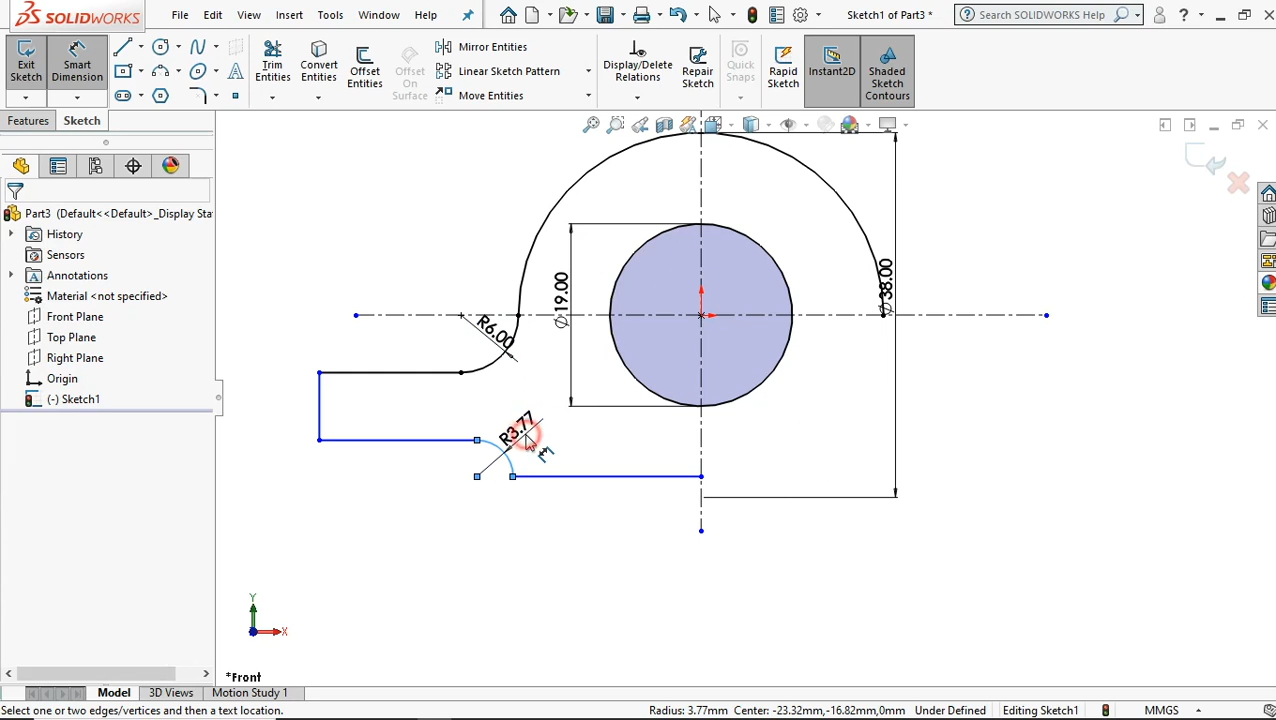 SOLIDWORKS
File Edit View Insert Tools Window Help
Sketch1 of Part3 *
Search SOLIDWORKS Help
?
Exit Sketch
Smart Dimension
Trim Entities
Convert Entities
Offset Entities
Offset On Surface
Mirror Entities
Linear Sketch Pattern
Move Entities
Display/Delete Relations
Repair Sketch
Quick Snaps
Rapid Sketch
Instant2D
Shaded Sketch Contours
Features Sketch
Part3 (Default<<Default>_Display Sta
History
Sensors
Annotations
Material <not specified>
Front Plane
Top Plane
Right Plane
Origin
(-) Sketch1
∅19.00
∅38.00
R6.00
R3.77
Y
X
*Front
Model 3D Views Motion Study 1
Select one or two edges/vertices and then a text location.
Radius: 3.77mm Center: -23.32mm,-16.82mm,0mm Under Defined Editing Sketch1 MMGS